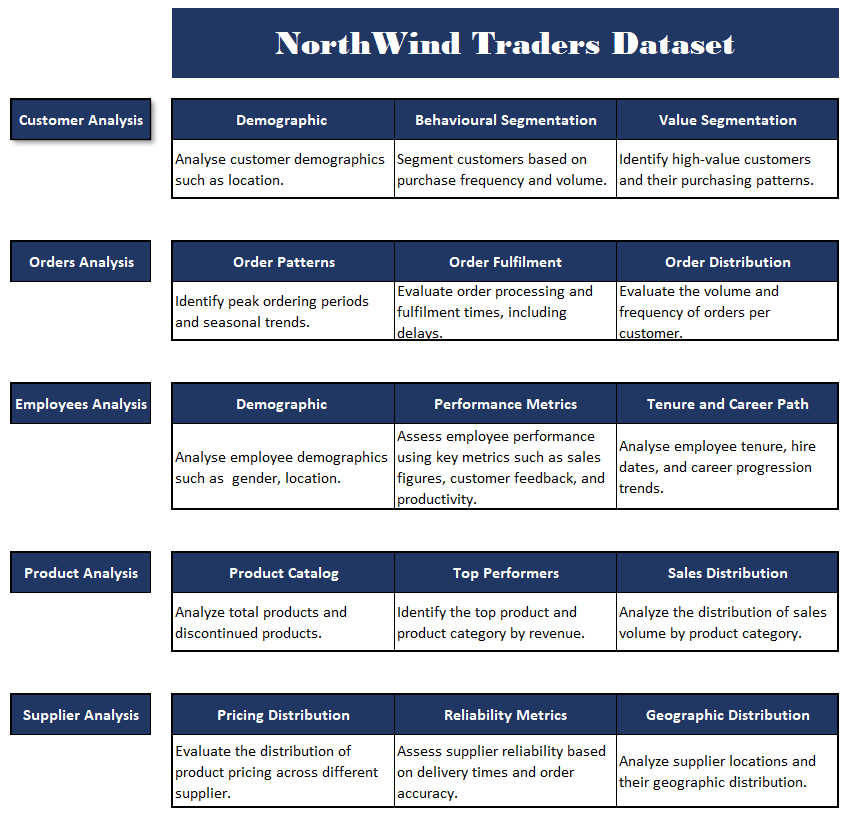 NorthWind Traders Dataset
Customer Analysis
Demographic
Behavioural Segmentation
Value Segmentation
Analyse customer demographics
such as location.
Segment customers based on
purchase frequency and volume.
Identify high-value customers
and their purchasing patterns.
Orders Analysis
Order Patterns
Order Fulfilment
Order Distribution
Identify peak ordering periods
and seasonal trends.
Evaluate order processing and
fulfilment times, including
delays.
Evaluate the volume and
frequency of orders per
customer.
Employees Analysis
Demographic
Performance Metrics
Tenure and Career Path
Analyse employee demographics
such as  gender, location.
Assess employee performance
using key metrics such as sales
figures, customer feedback, and
productivity.
Analyse employee tenure, hire
dates, and career progression
trends.
Product Analysis
Product Catalog
Top Performers
Sales Distribution
Analyze total products and
discontinued products.
Identify the top product and
product category by revenue.
Analyze the distribution of sales
volume by product category.
Supplier Analysis
Pricing Distribution
Reliability Metrics
Geographic Distribution
Evaluate the distribution of
product pricing across different
supplier.
Assess supplier reliability based
on delivery times and order
accuracy.
Analyze supplier locations and
their geographic distribution.